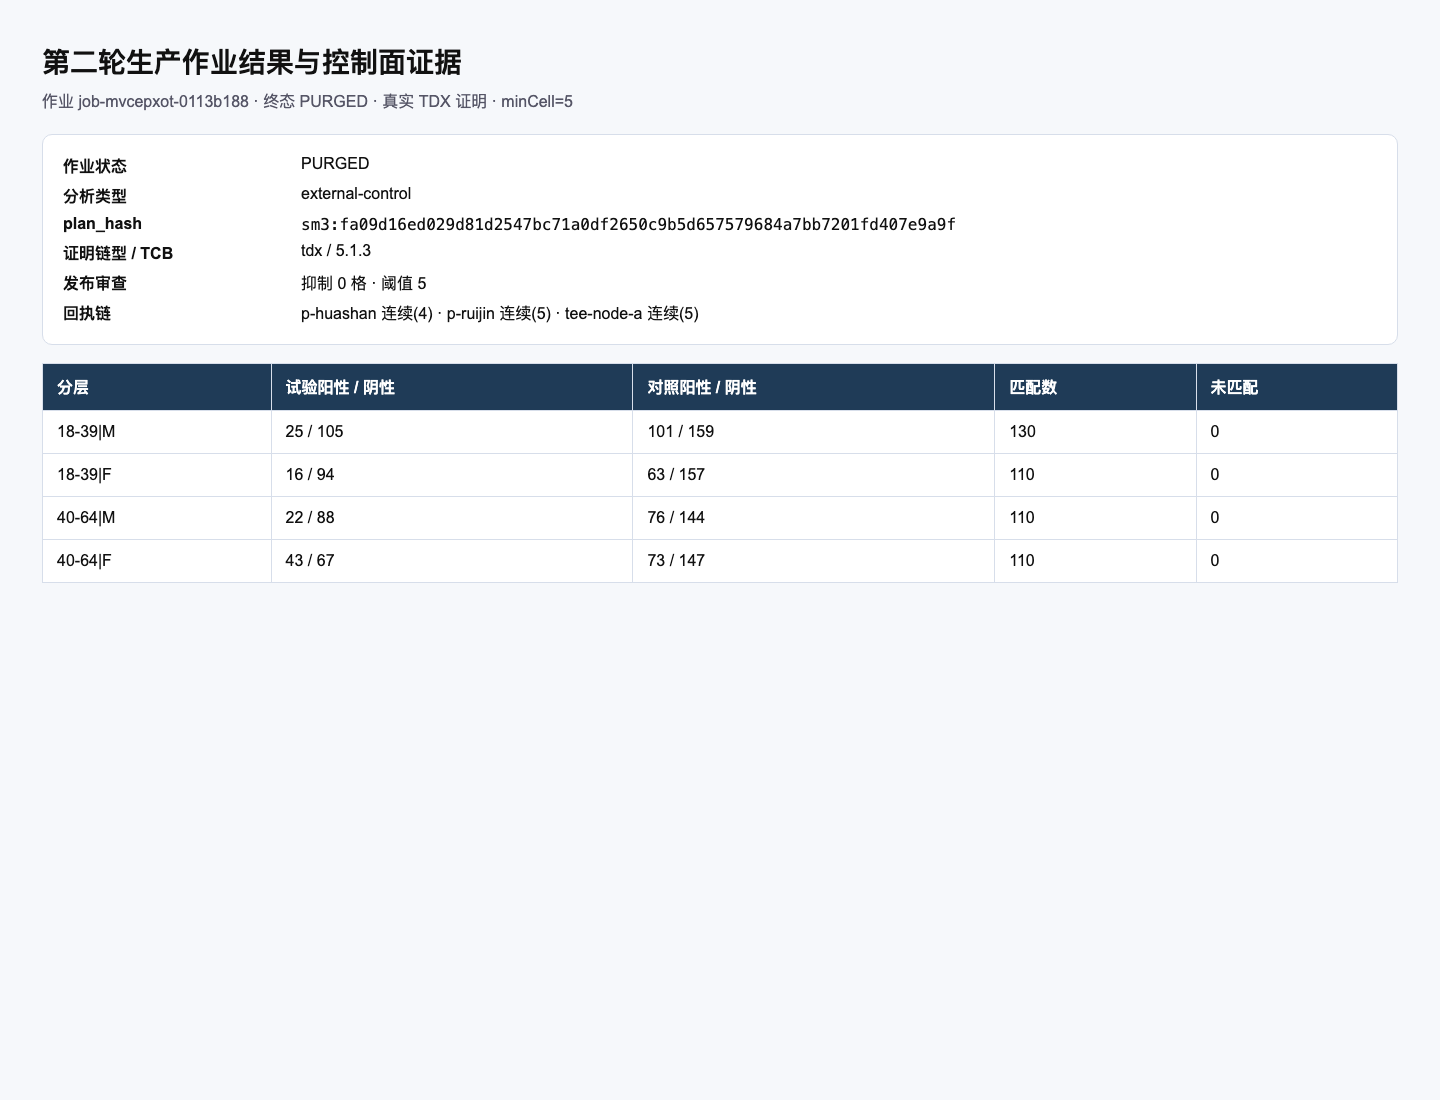 第二轮生产作业结果与控制面证据
作业 job-mvcepxot-0113b188 · 终态 PURGED · 真实 TDX 证明 · minCell=5
作业状态 PURGED
分析类型 external-control
plan_hash sm3:fa09d16ed029d81d2547bc71a0df2650c9b5d657579684a7bb7201fd407e9a9f
证明链型 / TCB tdx / 5.1.3
发布审查 抑制 0 格 · 阈值 5
回执链 p-huashan 连续(4) · p-ruijin 连续(5) · tee-node-a 连续(5)
分层 试验阳性 / 阴性 对照阳性 / 阴性 匹配数 未匹配
18-39|M 25 / 105 101 / 159 130 0
18-39|F 16 / 94 63 / 157 110 0
40-64|M 22 / 88 76 / 144 110 0
40-64|F 43 / 67 73 / 147 110 0